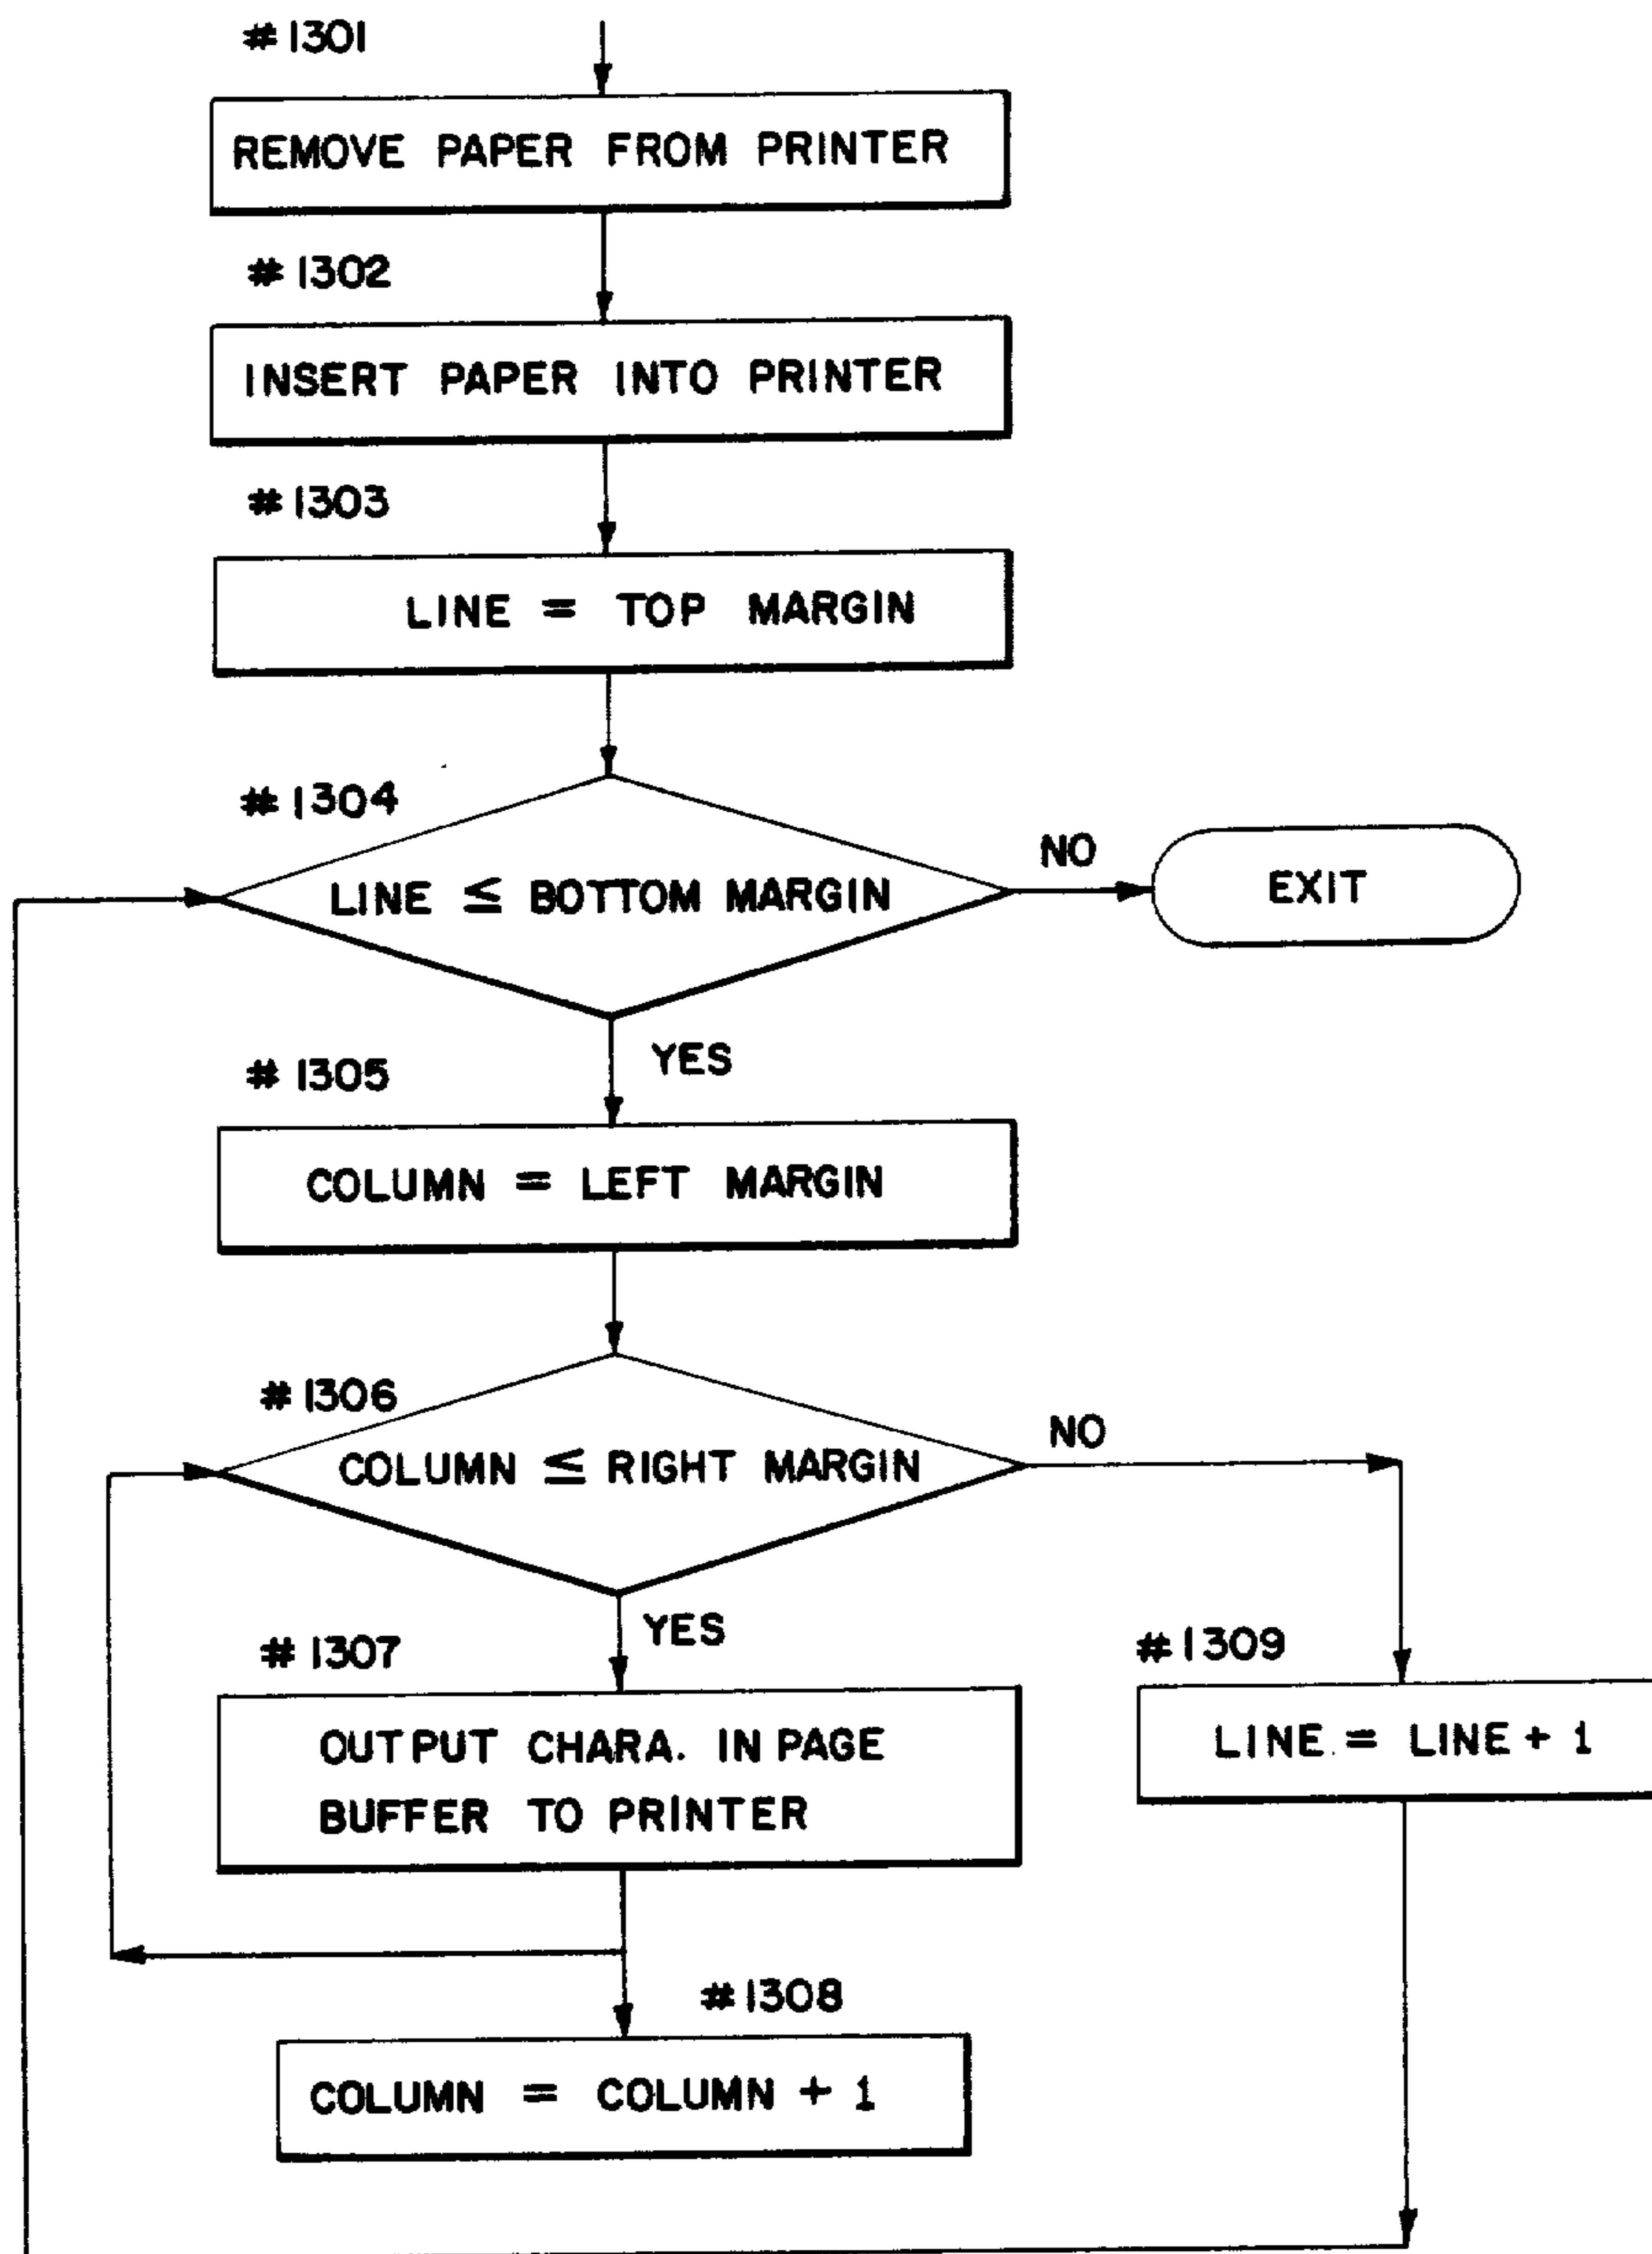 #1301
REMOVE PAPER FROM PRINTER
#1302
INSERT PAPER INTO PRINTER
#1303
LINE = TOP MARGIN
#1304
LINE ≦ BOTTOM MARGIN
NO
EXIT
YES
#1305
COLUMN = LEFT MARGIN
#1306
COLUMN ≦ RIGHT MARGIN
NO
YES
#1307
OUTPUT CHARA. IN PAGE
BUFFER TO PRINTER
#1309
LINE = LINE + 1
#1308
COLUMN = COLUMN + 1